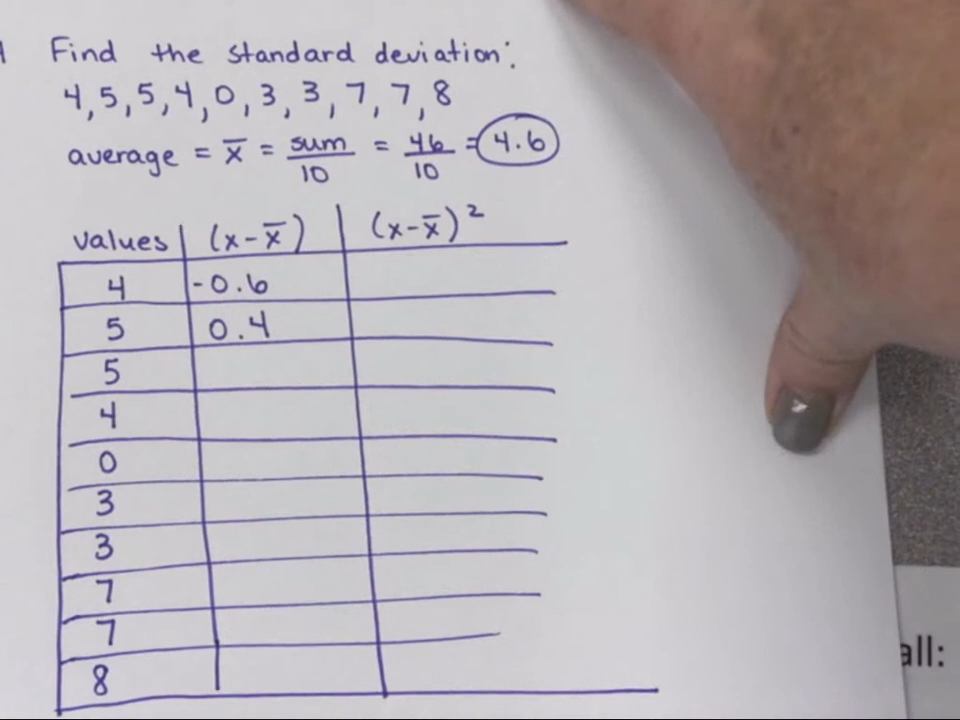 Find the standard deviation:
4, 5, 5, 4, 0, 3, 3, 7, 7, 8
average = x̄ = sum/10 = 46/10 = 4.6
values | (x-x̄) | (x-x̄)²
4 | -0.6
5 | 0.4
5
4
0
3
3
7
7
8
all: